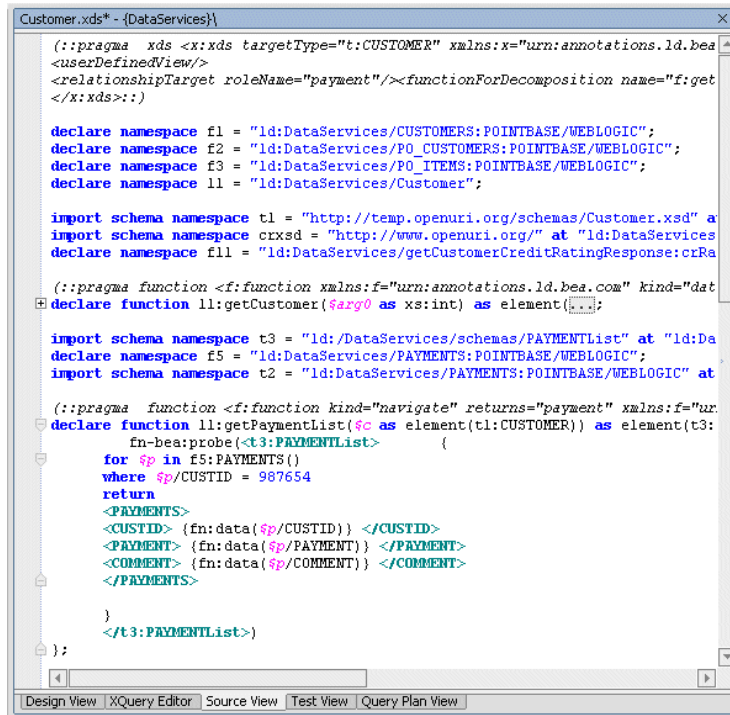 Customer.xds* - {DataServices}\
(::pragma xds <x:xds targetType="t:CUSTOMER" xmlns:x="urn:annotations.ld.bea
<userDefinedView/>
<relationshipTarget roleName="payment"/><functionForDecomposition name="f:get
</x:xds>::)
declare namespace f1 = "ld:DataServices/CUSTOMERS:POINTBASE/WEBLOGIC";
declare namespace f2 = "ld:DataServices/PO_CUSTOMERS:POINTBASE/WEBLOGIC";
declare namespace f3 = "ld:DataServices/PO_ITEMS:POINTBASE/WEBLOGIC";
declare namespace l1 = "ld:DataServices/Customer";
import schema namespace t1 = "http://temp.openuri.org/schemas/Customer.xsd" a
import schema namespace crxsd = "http://www.openuri.org/" at "ld:DataServices
declare namespace f11 = "ld:DataServices/getCustomerCreditRatingResponse:crRa
(::pragma function <f:function xmlns:f="urn:annotations.ld.bea.com" kind="dat
declare function l1:getCustomer($arg0 as xs:int) as element(...;
import schema namespace t3 = "ld:/DataServices/schemas/PAYMENTList" at "ld:Da
declare namespace f5 = "ld:DataServices/PAYMENTS:POINTBASE/WEBLOGIC";
import schema namespace t2 = "ld:DataServices/PAYMENTS:POINTBASE/WEBLOGIC" at
(::pragma function <f:function kind="navigate" returns="payment" xmlns:f="ur
declare function l1:getPaymentList($c as element(t1:CUSTOMER)) as element(t3:
fn-bea:probe(<t3:PAYMENTList> {
for $p in f5:PAYMENTS()
where $p/CUSTID = 987654
return
<PAYMENTS>
<CUSTID> {fn:data($p/CUSTID)} </CUSTID>
<PAYMENT> {fn:data($p/PAYMENT)} </PAYMENT>
<COMMENT> {fn:data($p/COMMENT)} </COMMENT>
</PAYMENTS>
}
</t3:PAYMENTList>)
};
Design View XQuery Editor Source View Test View Query Plan View